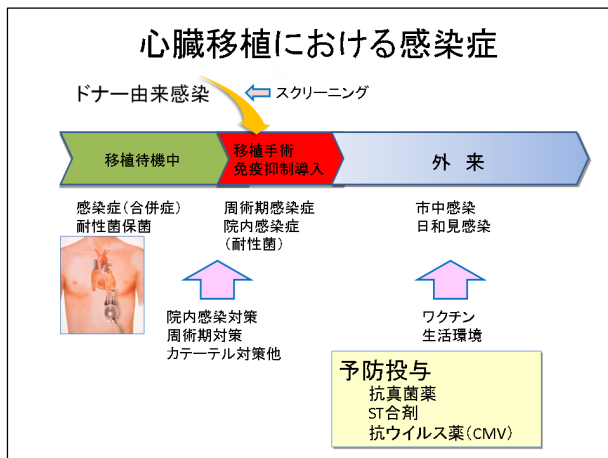 心臓移植における感染症
ドナー由来感染
スクリーニング
移植待機中
移植手術
免疫抑制導入
外 来
感染症(合併症)
耐性菌保菌
周術期感染症
院内感染症
(耐性菌)
市中感染
日和見感染
院内感染対策
周術期対策
カテーテル対策他
ワクチン
生活環境
予防投与
抗真菌薬
ST合剤
抗ウイルス薬(CMV)